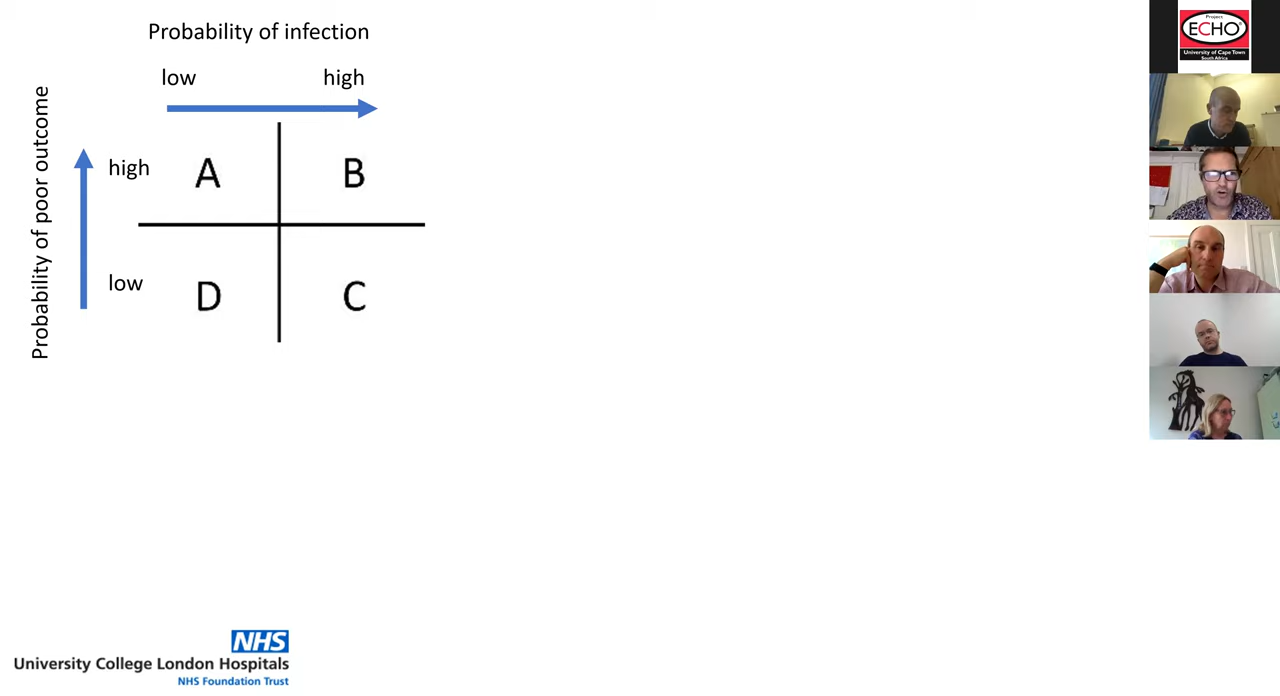 Probability of infection
low high
Probability of poor outcome
high A B
low D C
NHS
University College London Hospitals
NHS Foundation Trust
Project
ECHO®
University of Cape Town
South Africa